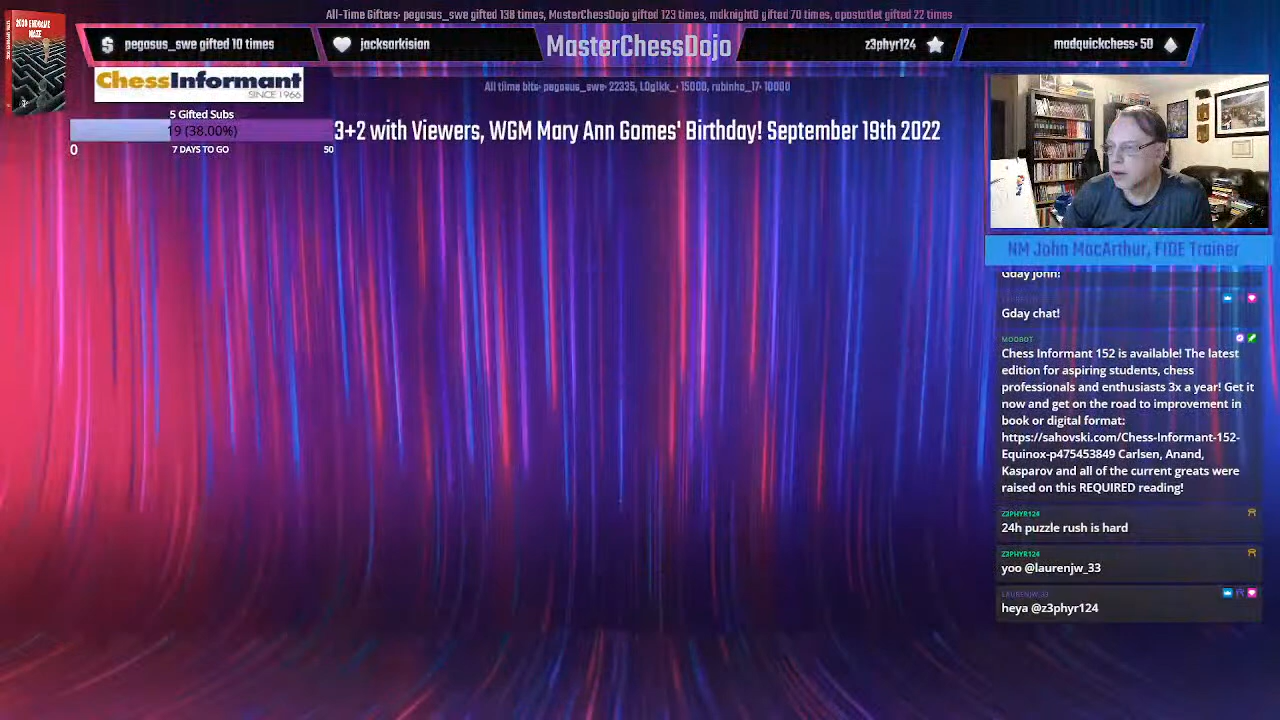 All-Time Gifters: pegasus_swe gifted 138 times, MasterChessDojo gifted 123 times, mdknight0 gifted 70 times, apostatlet gifted 22 times
2020 ENDGAME
MAZE
$ pegasus_swe gifted 10 times
jacksarkisian
MasterChessDojo
z3phyr124
madquickchess: 50
ChessInformant
SINCE 1966
All time bits: pegasus_swe: 22335, L0glkk_: 15000, rubinho_17: 10000
5 Gifted Subs
19 (38.00%)
0
7 DAYS TO GO
50
3+2 with Viewers, WGM Mary Ann Gomes' Birthday! September 19th 2022
NM John MacArthur, FIDE Trainer
Gday john!
Gday chat!
MOOBOT
Chess Informant 152 is available! The latest
edition for aspiring students, chess
professionals and enthusiasts 3x a year! Get it
now and get on the road to improvement in
book or digital format:
https://sahovski.com/Chess-Informant-152-
Equinox-p475453849 Carlsen, Anand,
Kasparov and all of the current greats were
raised on this REQUIRED reading!
Z3PHYR124
24h puzzle rush is hard
Z3PHYR124
yoo @laurenjw_33
LAURENJW_33
heya @z3phyr124